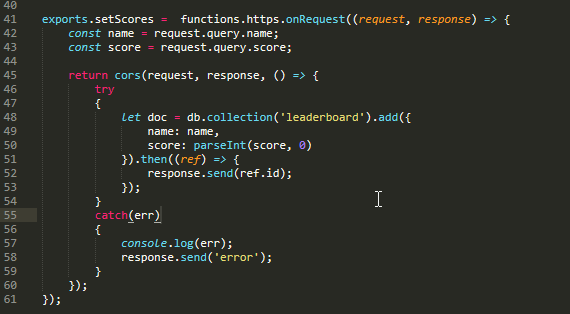 40
41 exports.setScores =  functions.https.onRequest((request, response) => {
42     const name = request.query.name;
43     const score = request.query.score;
44
45     return cors(request, response, () => {
46         try
47         {
48             let doc = db.collection('leaderboard').add({
49                 name: name,
50                 score: parseInt(score, 0)
51             }).then((ref) => {
52                 response.send(ref.id);
53             });
54         }
55         catch(err)
56         {
57             console.log(err);
58             response.send('error');
59         }
60     });
61 });